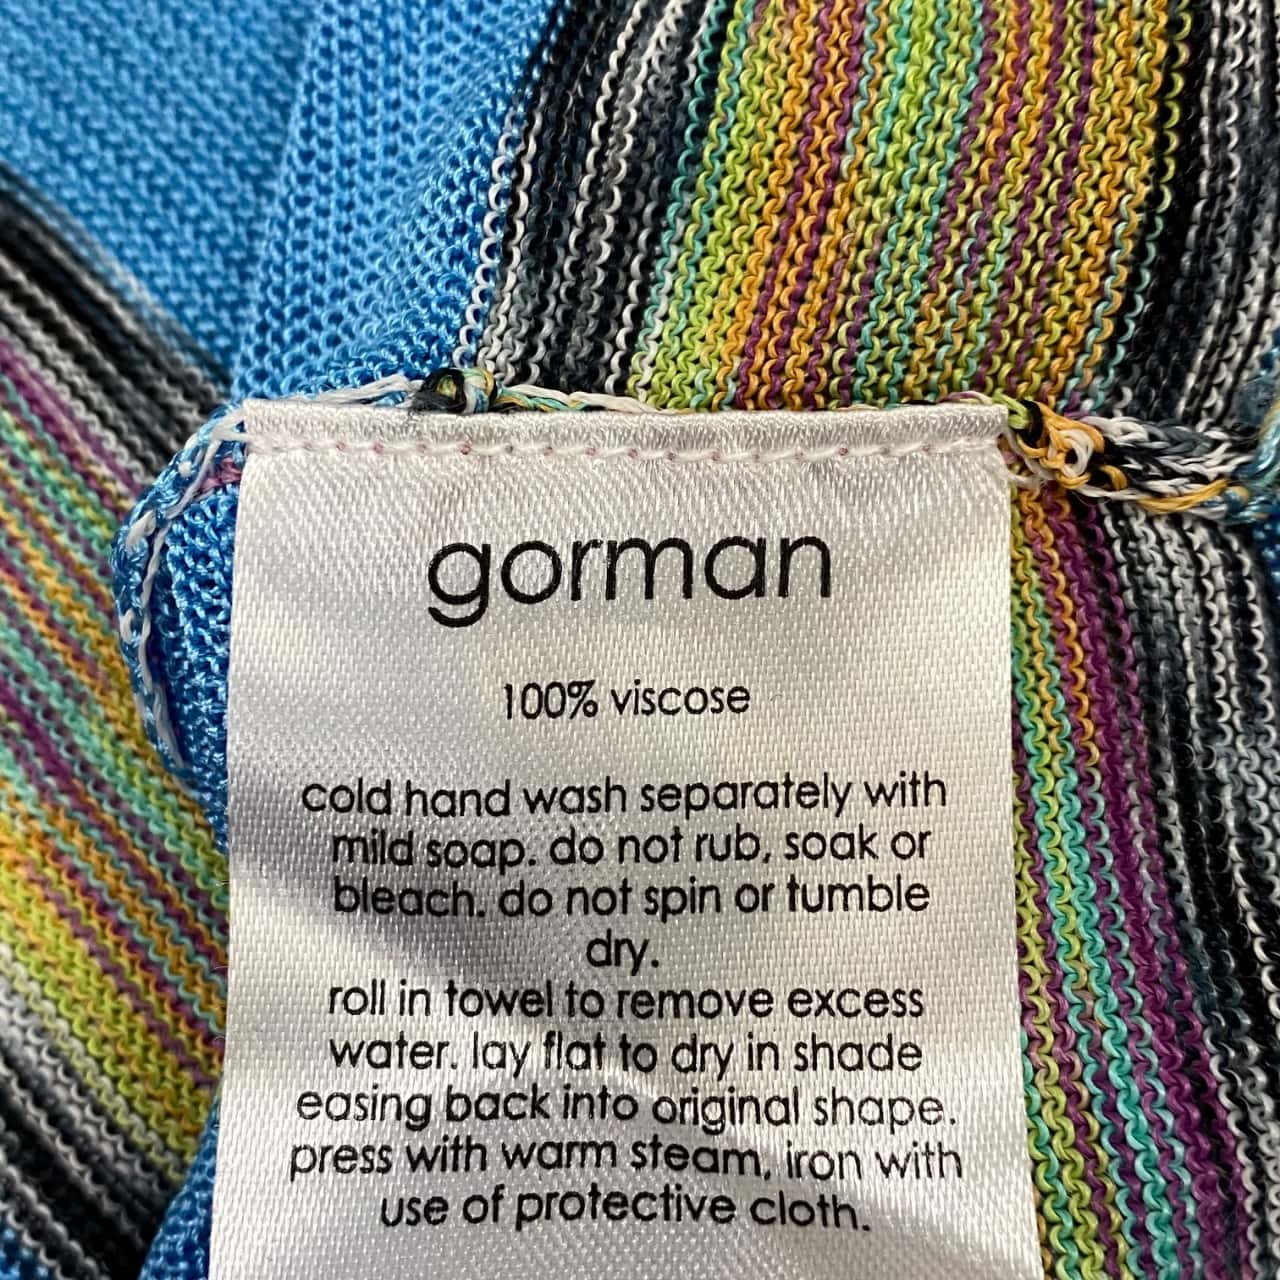 gorman
100% viscose
cold hand wash separately with
mild soap. do not rub, soak or
bleach. do not spin or tumble
dry.
roll in towel to remove excess
water. lay flat to dry in shade
easing back into original shape.
press with warm steam, iron with
use of protective cloth.